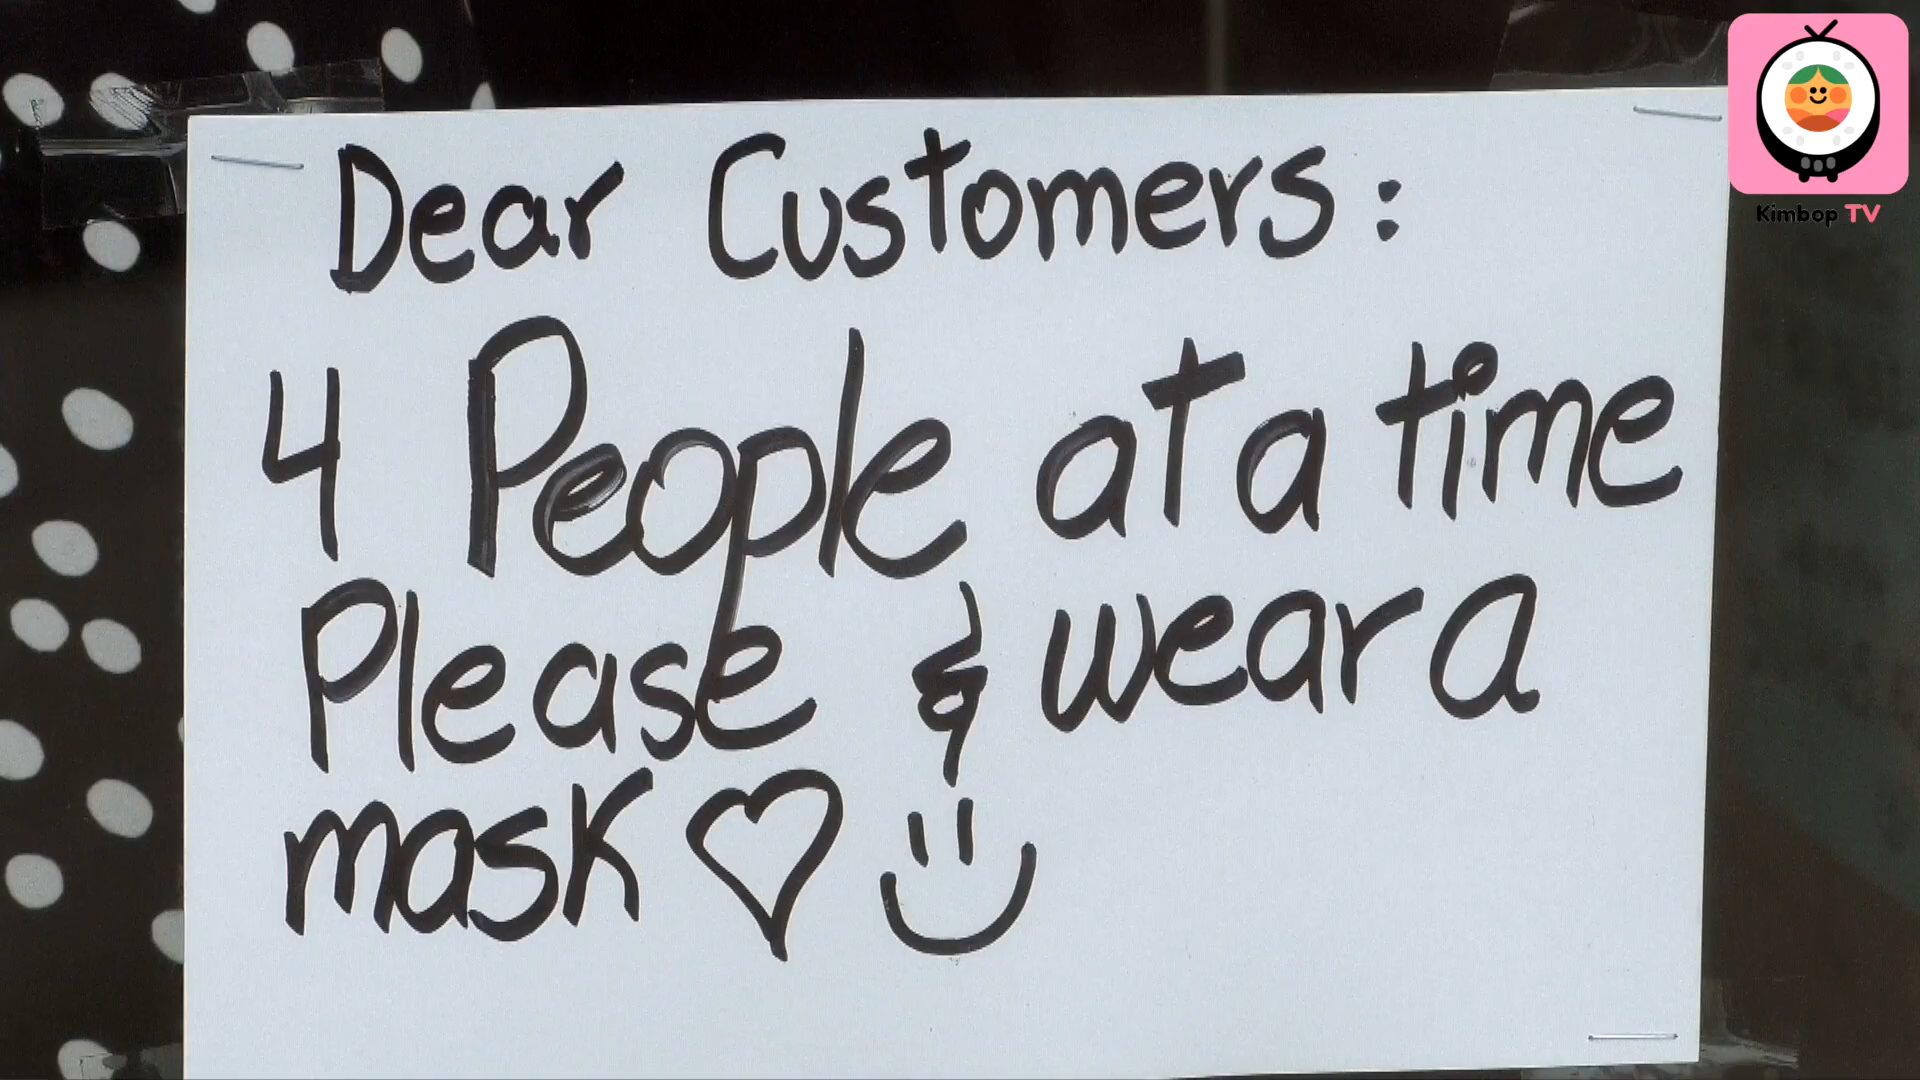 Dear Customers:
4 People at a time
Please & wear a
mask ♡
Kimbop TV